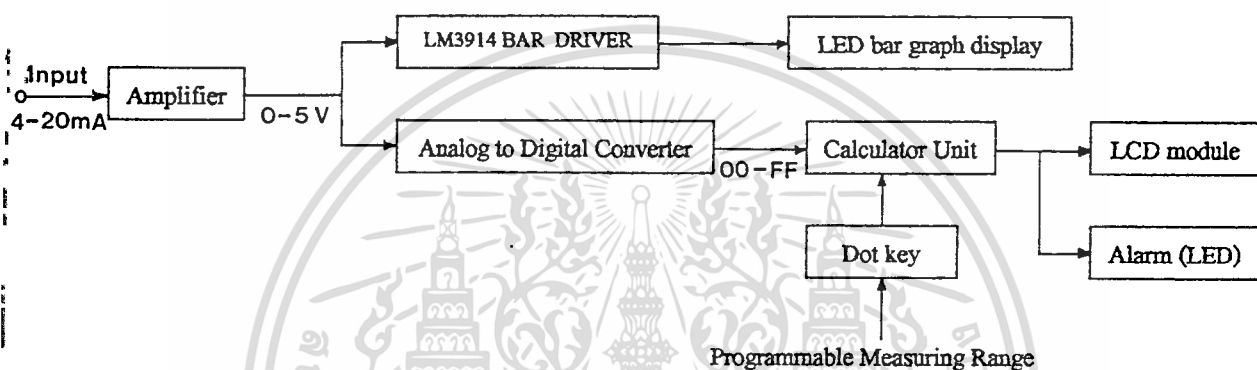 LM3914 BAR DRIVER
LED bar graph display
Input
4-20mA
Amplifier
0-5 V
Analog to Digital Converter
00-FF
Calculator Unit
LCD module
Dot key
Alarm (LED)
Programmable Measuring Range